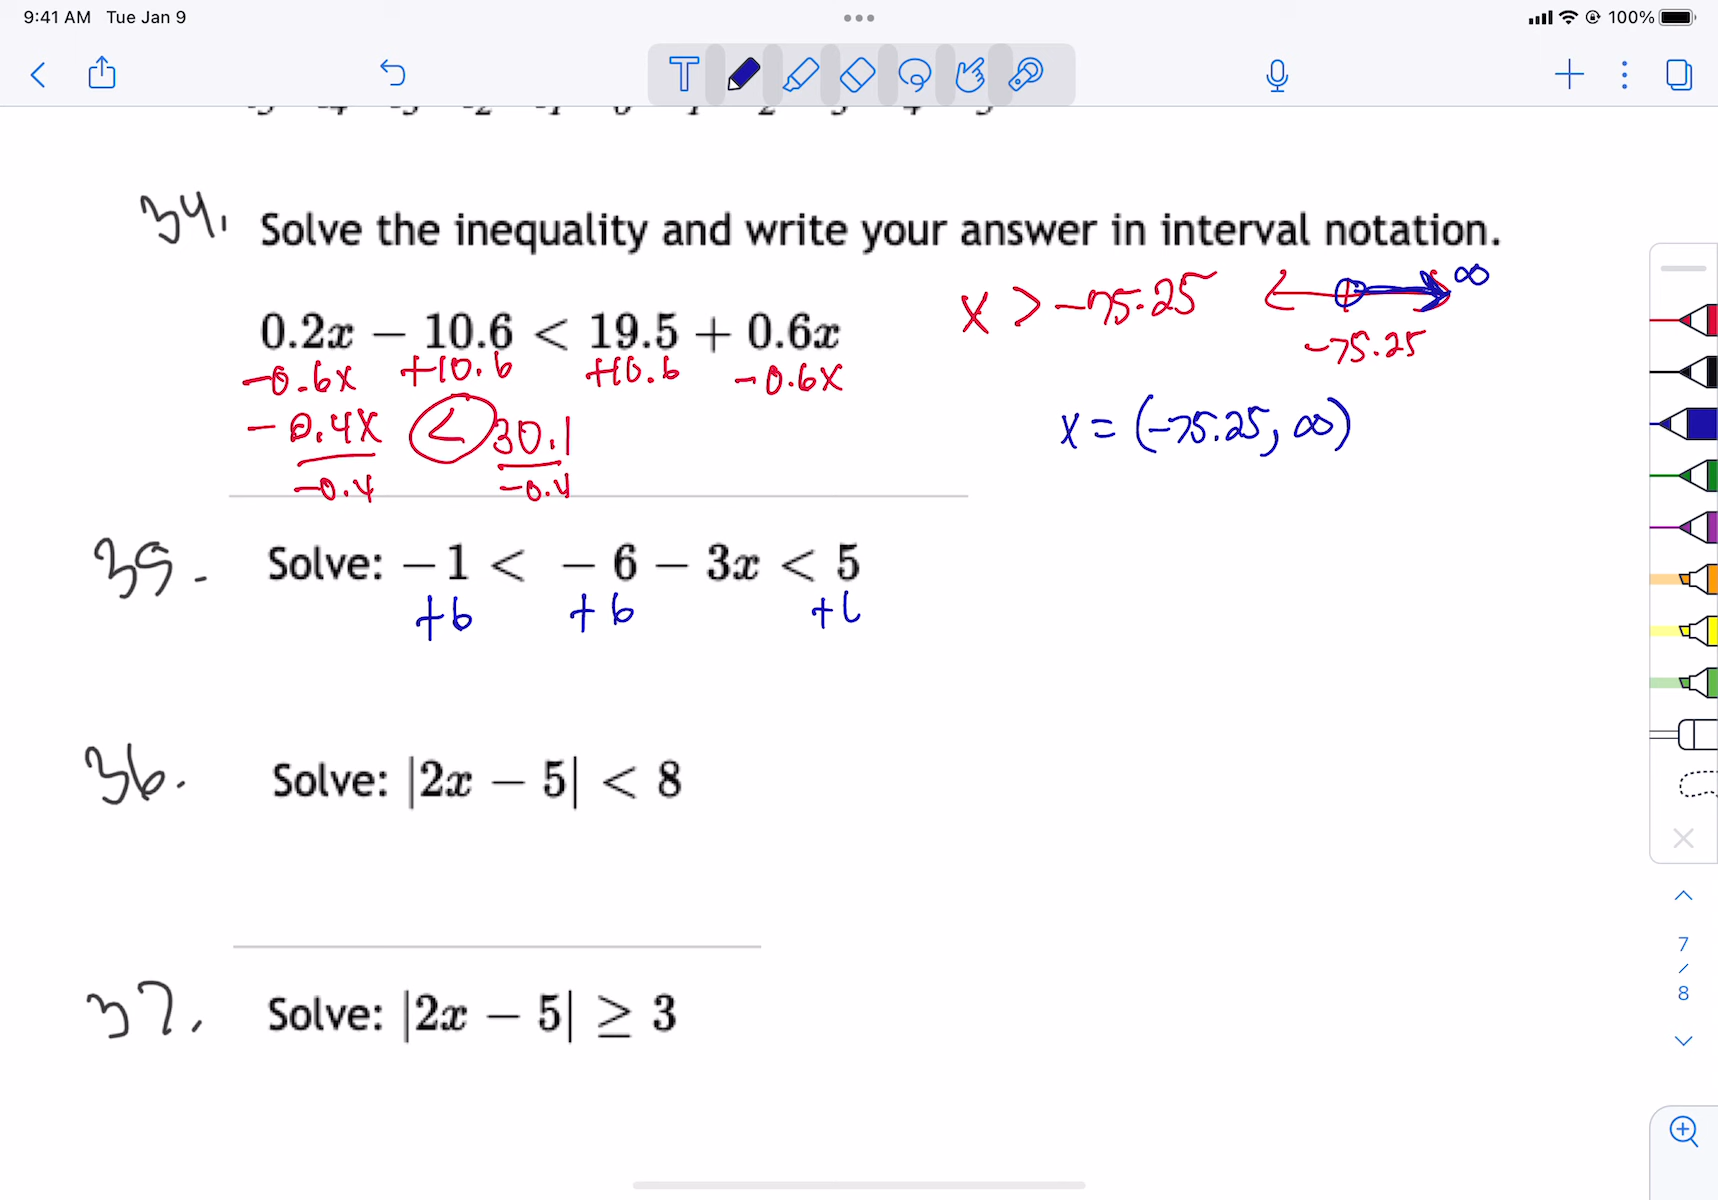 9:41 AM Tue Jan 9 100%
34. Solve the inequality and write your answer in interval notation.
x > -75.25 ∞
0.2x − 10.6 < 19.5 + 0.6x
-75.25
-0.6x +10.6 +10.6 -0.6x
-0.4x < 30.1
x = (-75.25, ∞)
-0.4 -0.4
35. Solve: −1 < −6 − 3x < 5
+6 +6
36. Solve: |2x − 5| < 8
7
/
8
37. Solve: |2x − 5| ≥ 3